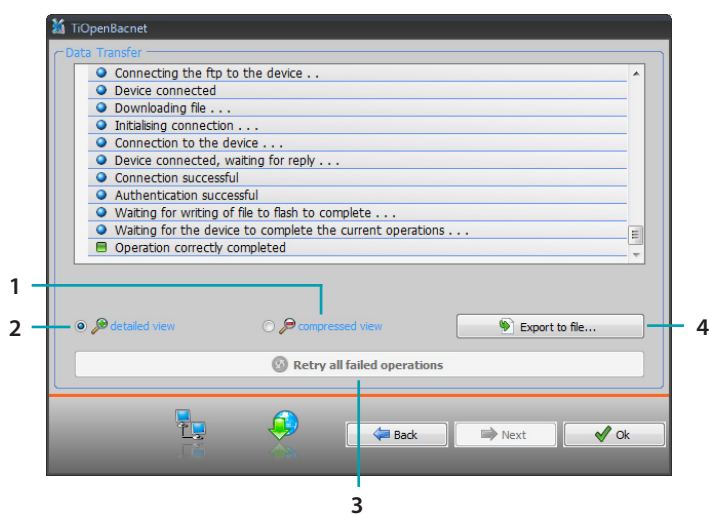 TiOpenBacnet
Data Transfer
Connecting the ftp to the device . .
Device connected
Downloading file . . .
Initialising connection . . .
Connection to the device . . .
Device connected, waiting for reply . . .
Connection successful
Authentication successful
Waiting for writing of file to flash to complete . . .
Waiting for the device to complete the current operations . . .
Operation correctly completed
1
2 detailed view compressed view Export to file... 4
Retry all failed operations
Back Next Ok
3